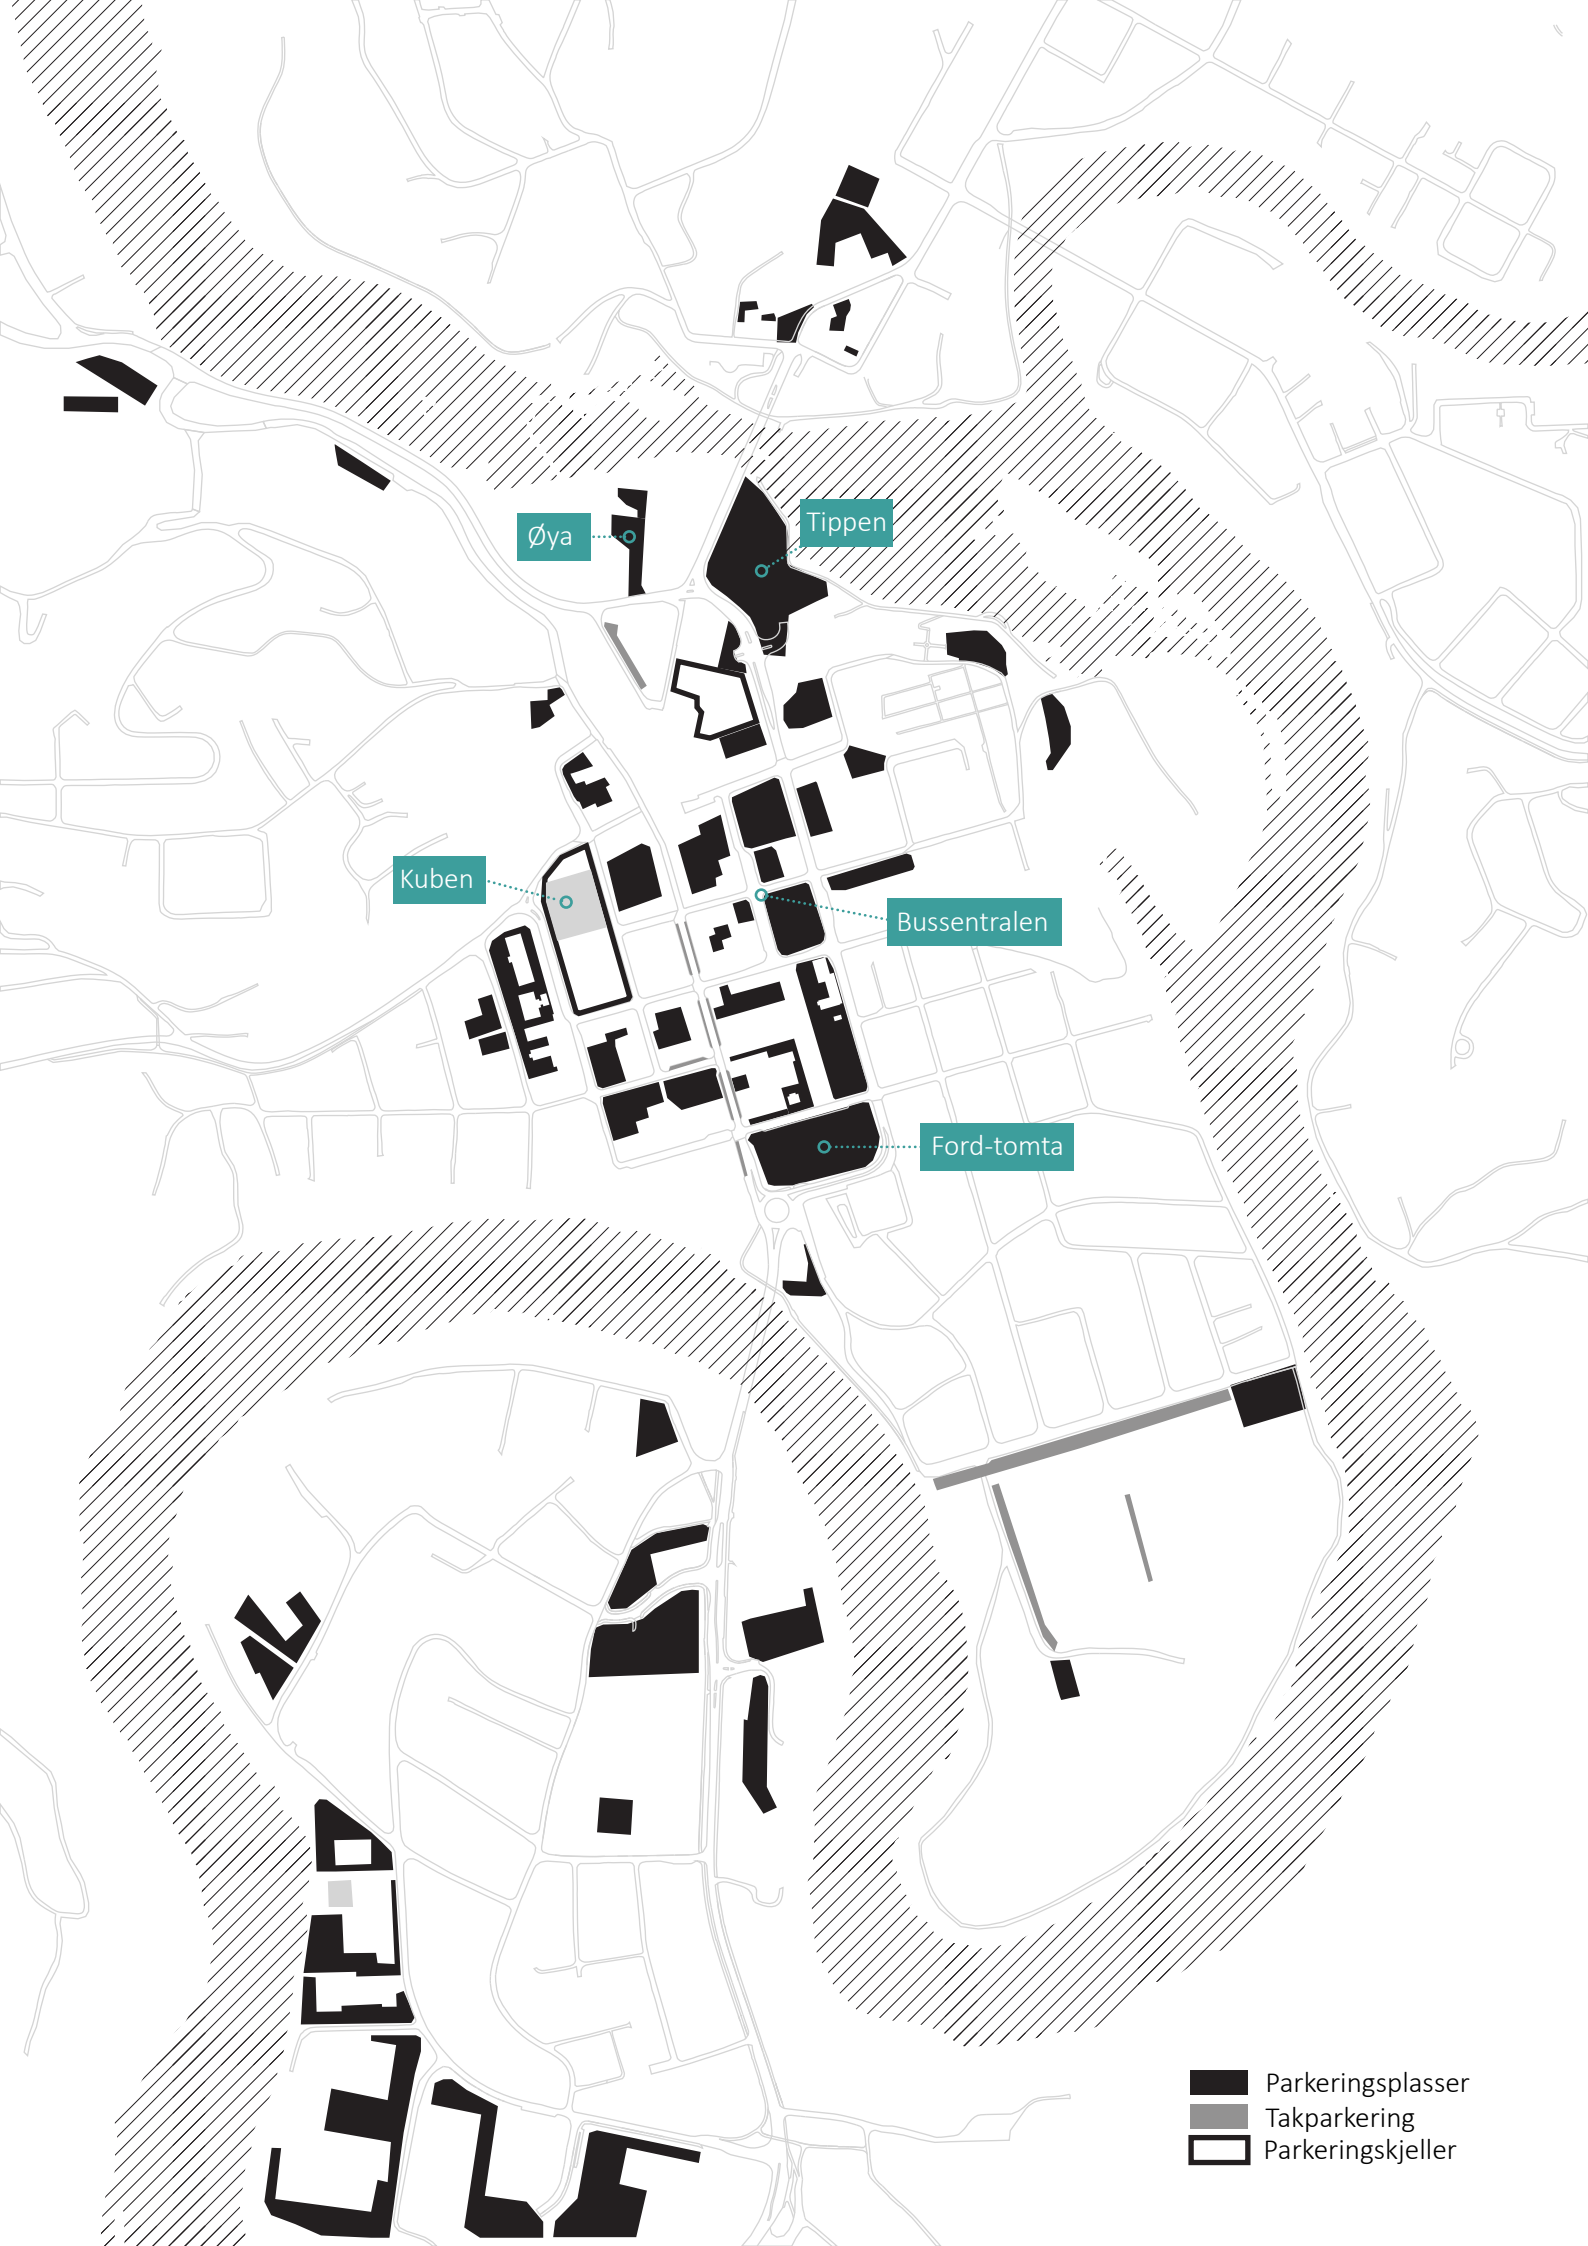 Tippen
Øya
Kuben
Bussentralen
Ford-tomta
Parkeringsplasser
Takparkering
Parkeringskjeller